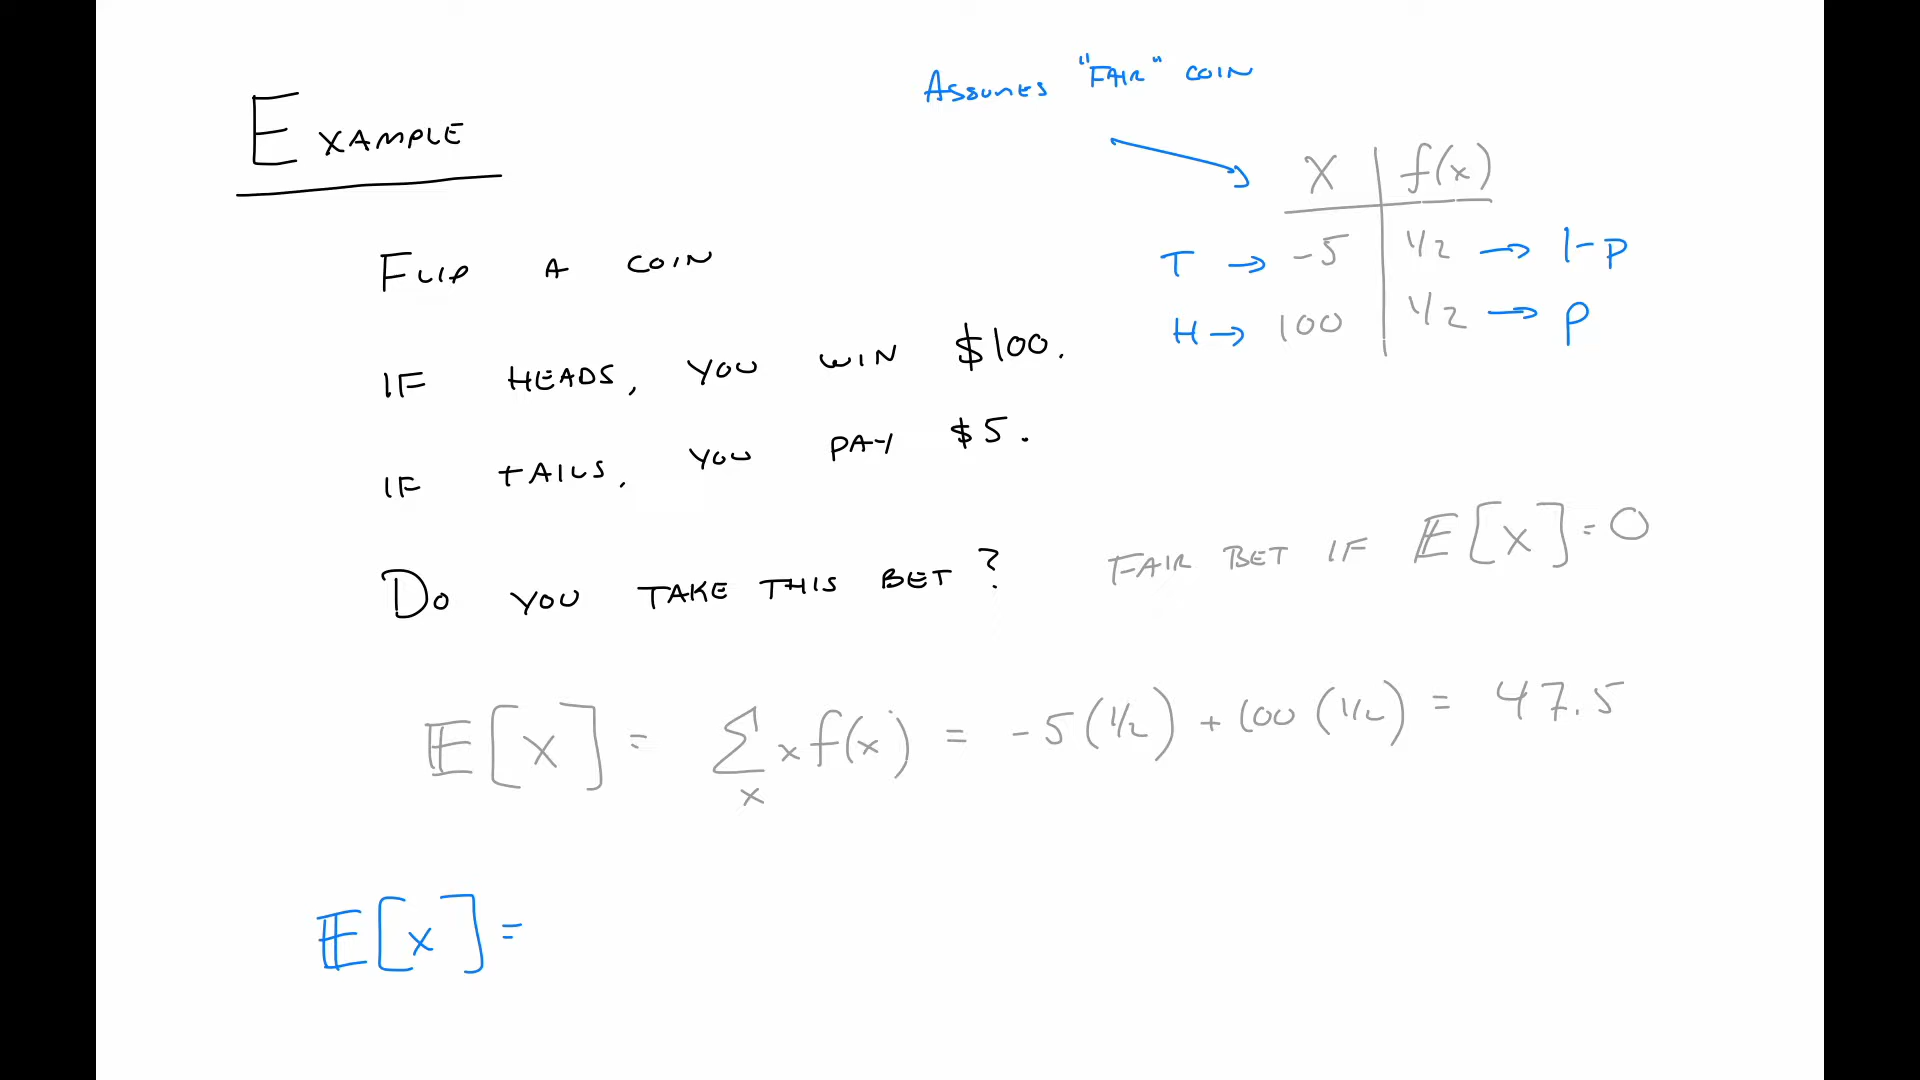 ASSUMES "FAIR" COIN
EXAMPLE
X | f(x)
T → -5 | 1/2 → 1-p
H → 100 | 1/2 → p
FLIP A COIN
IF HEADS, YOU WIN $100.
IF TAILS, YOU PAY $5.
DO YOU TAKE THIS BET?
FAIR BET IF 𝔼[X]=0
𝔼[X] = ∑ₓ x f(x) = -5(1/2) + 100(1/2) = 47.5
𝔼[X] =